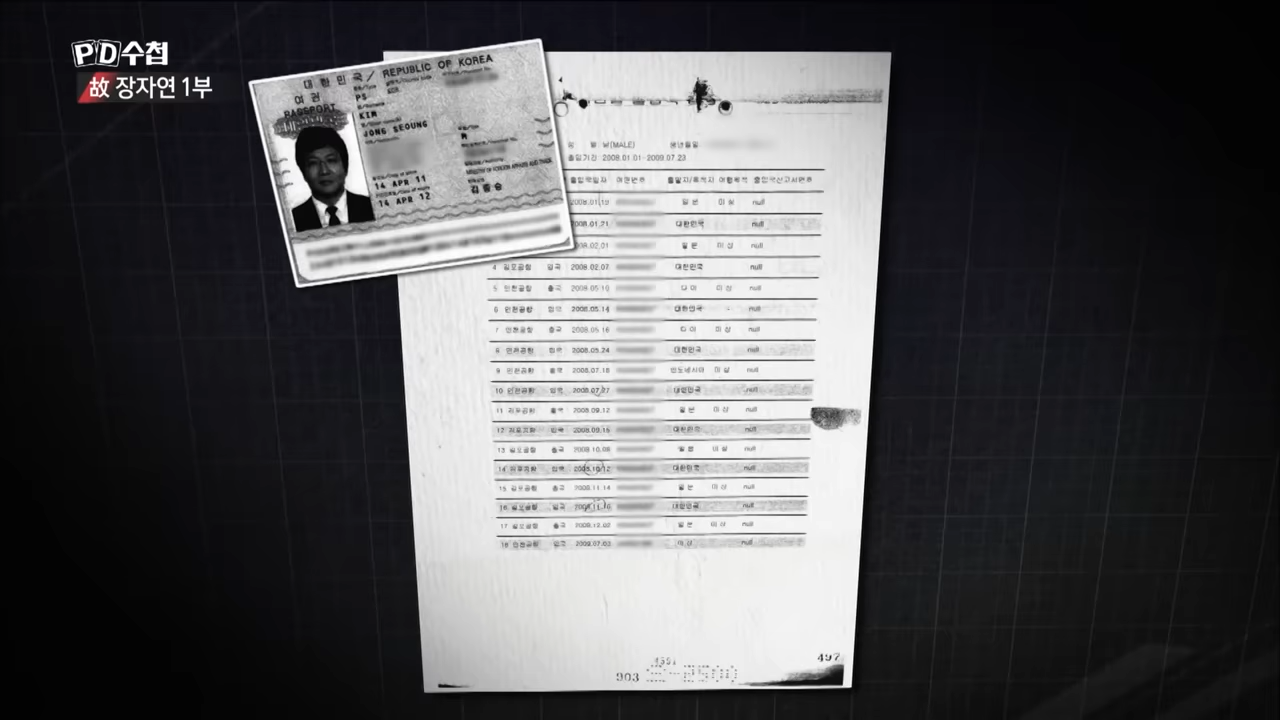 PD수첩
故 장자연 1부
대한민국 / REPUBLIC OF KOREA
여권
PASSPORT
PS
KIM
JONG SEOUNG
M
14 APR 11
14 APR 12
MINISTRY OF FOREIGN AFFAIRS AND TRADE
김종승
성 별 남(MALE) 생년월일
출입기간 2008.01.01-2009.07.23
출입국일자 여권번호 출발지/목적지 여행목적 출입국신고서번호
일본 미상 null
2008.01.21 대한민국 null
2008.02.01 일본 미상 null
4 김포공항 입국 2008.02.07 대한민국 null
5 인천공항 출국 2008.05.10 미상 null
6 인천공항 입국 2008.05.14 대한민국 - null
7 인천공항 출국 2008.05.16 미상 null
8 인천공항 입국 2008.05.24 대한민국 null
9 인천공항 출국 2008.07.18 인도네시아 미상 null
10 인천공항 입국 2008.07.27 대한민국 null
11 김포공항 출국 2008.09.12 일본 미상 null
12 김포공항 입국 2008.09.15 대한민국 null
13 김포공항 출국 2008.10.08 일본 미상 null
14 김포공항 입국 2008.10.12 대한민국 null
15 김포공항 출국 2008.11.14 일본 미상 null
16 김포공항 입국 2008.11.16 대한민국 null
17 김포공항 출국 2008.12.02 일본 미상 null
18 인천공항 입국 2009.07.03 미상 null
4591
903
497